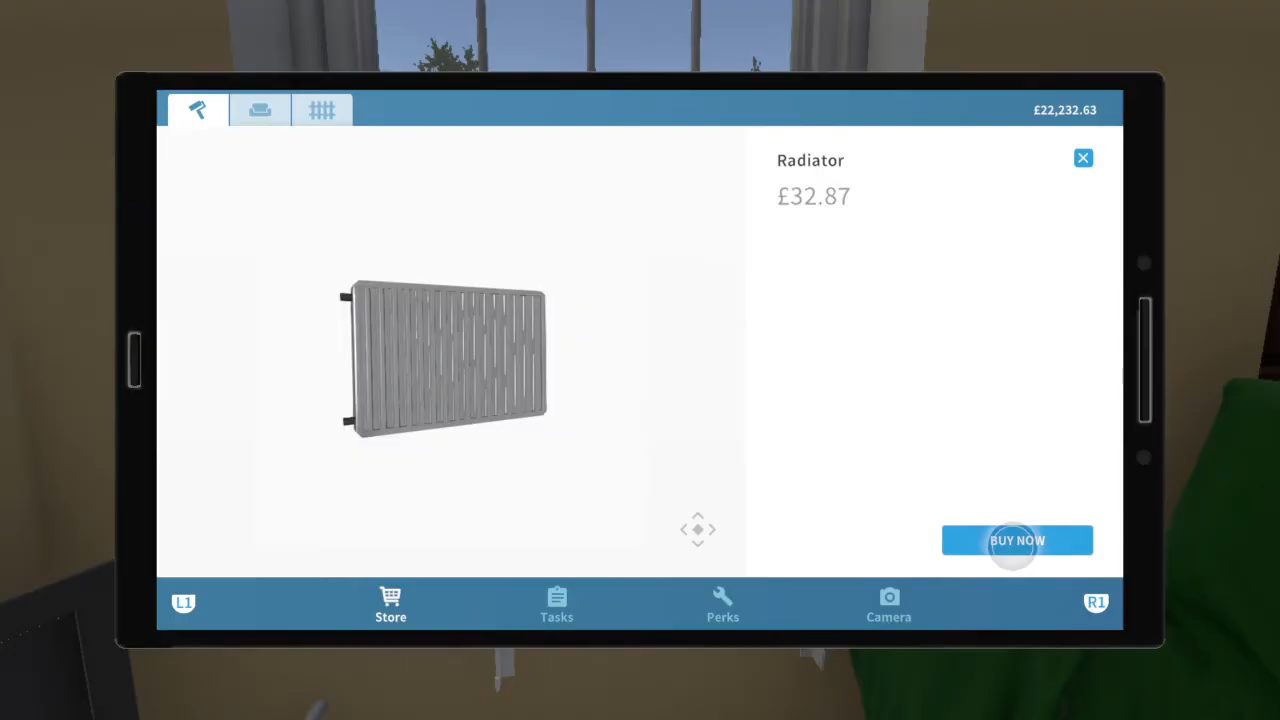 £22,232.63
Radiator
£32.87
BUY NOW
L1
Store
Tasks
Perks
Camera
R1